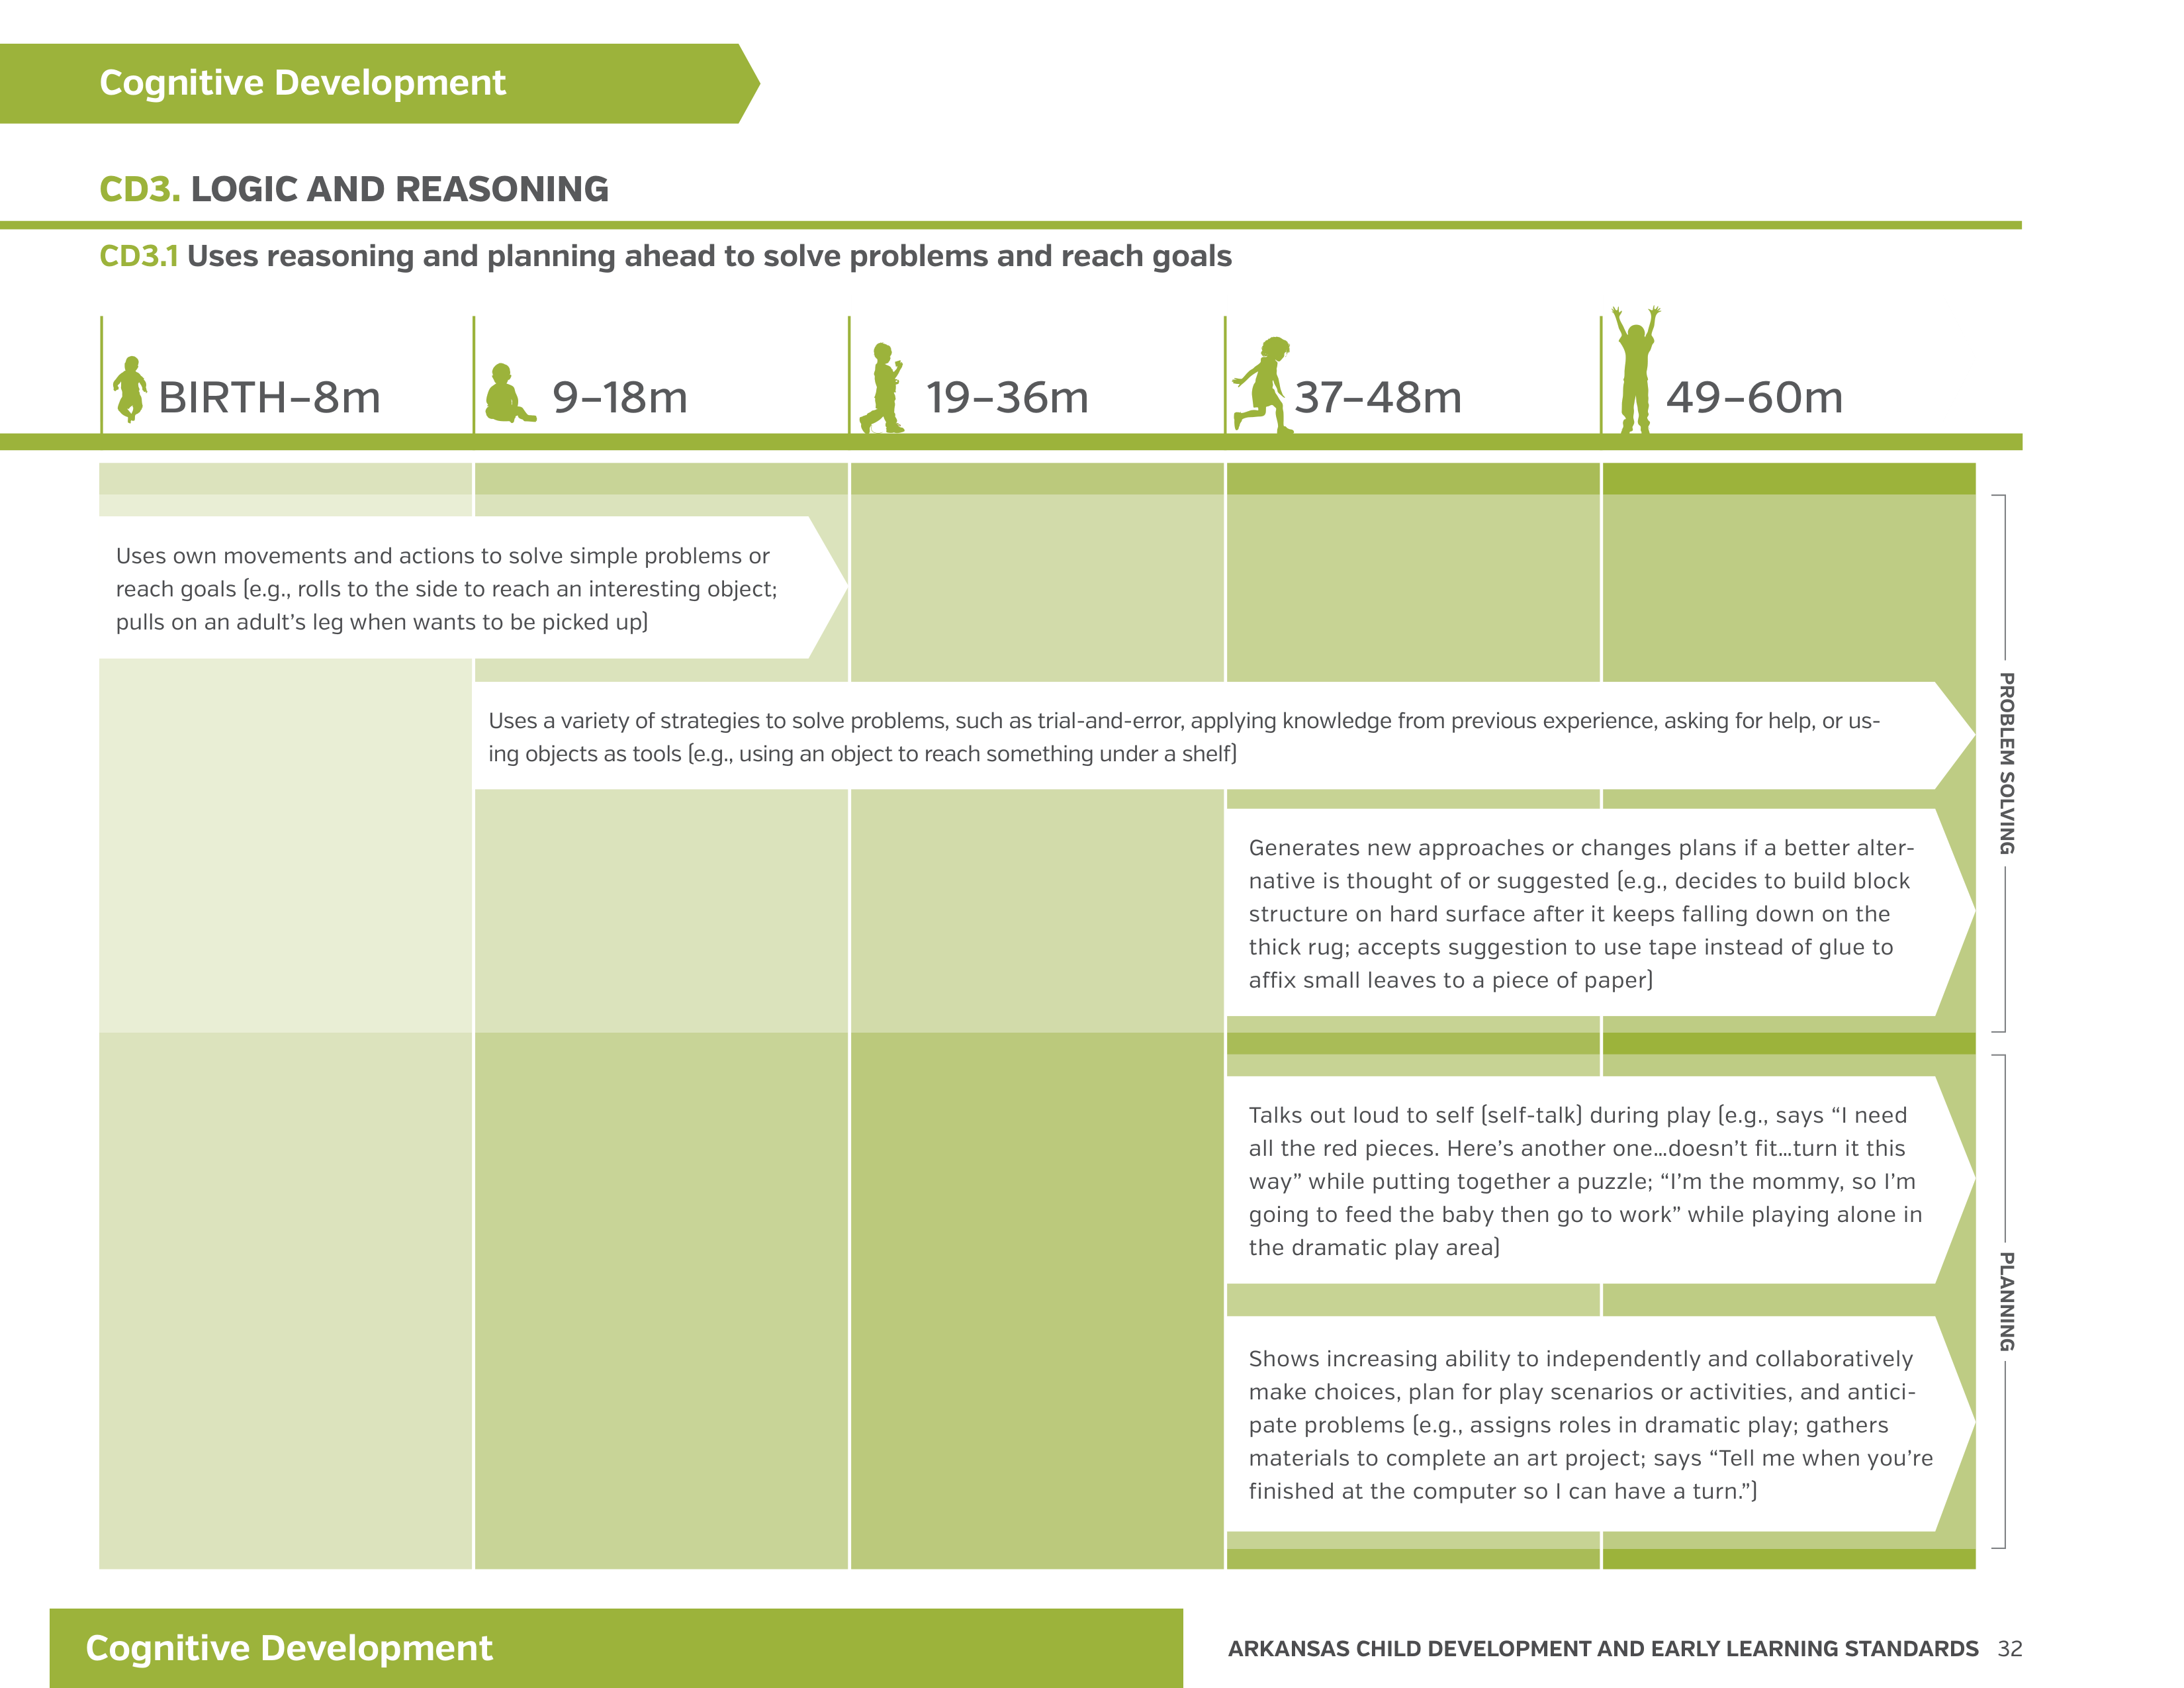 Cognitive Development
CD3. LOGIC AND REASONING
CD3.1 Uses reasoning and planning ahead to solve problems and reach goals
BIRTH–8m
9–18m
19–36m
37–48m
49–60m
Uses own movements and actions to solve simple problems or
reach goals (e.g., rolls to the side to reach an interesting object;
pulls on an adult’s leg when wants to be picked up)
Uses a variety of strategies to solve problems, such as trial-and-error, applying knowledge from previous experience, asking for help, or us-
ing objects as tools (e.g., using an object to reach something under a shelf)
Generates new approaches or changes plans if a better alter-
native is thought of or suggested (e.g., decides to build block
structure on hard surface after it keeps falling down on the
thick rug; accepts suggestion to use tape instead of glue to
affix small leaves to a piece of paper)
PROBLEM SOLVING
Talks out loud to self (self-talk) during play (e.g., says “I need
all the red pieces. Here’s another one...doesn’t fit...turn it this
way” while putting together a puzzle; “I’m the mommy, so I’m
going to feed the baby then go to work” while playing alone in
the dramatic play area)
Shows increasing ability to independently and collaboratively
make choices, plan for play scenarios or activities, and antici-
pate problems (e.g., assigns roles in dramatic play; gathers
materials to complete an art project; says “Tell me when you’re
finished at the computer so I can have a turn.”)
PLANNING
Cognitive Development
ARKANSAS CHILD DEVELOPMENT AND EARLY LEARNING STANDARDS 32